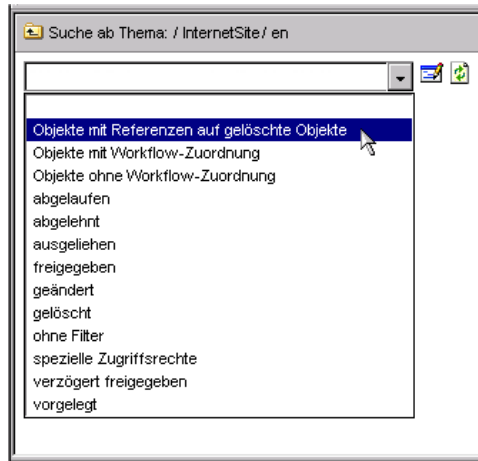 Suche ab Thema: / InternetSite / en
Objekte mit Referenzen auf gelöschte Objekte
Objekte mit Workflow-Zuordnung
Objekte ohne Workflow-Zuordnung
abgelaufen
abgelehnt
ausgeliehen
freigegeben
geändert
gelöscht
ohne Filter
spezielle Zugriffsrechte
verzögert freigegeben
vorgelegt